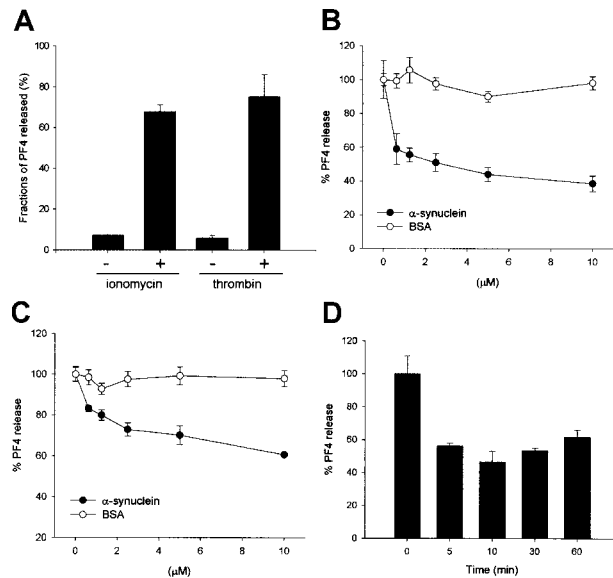 A
Fractions of PF4 released (%)
100
80
60
40
20
0
- + - +
ionomycin thrombin
B
% PF4 release
120
100
80
60
40
20
0
α-synuclein
BSA
0 2 4 6 8 10
(μM)
C
% PF4 release
120
100
80
60
40
20
α-synuclein
BSA
0 2 4 6 8 10
(μM)
D
% PF4 release
120
100
80
60
40
20
0
0 5 10 30 60
Time (min)